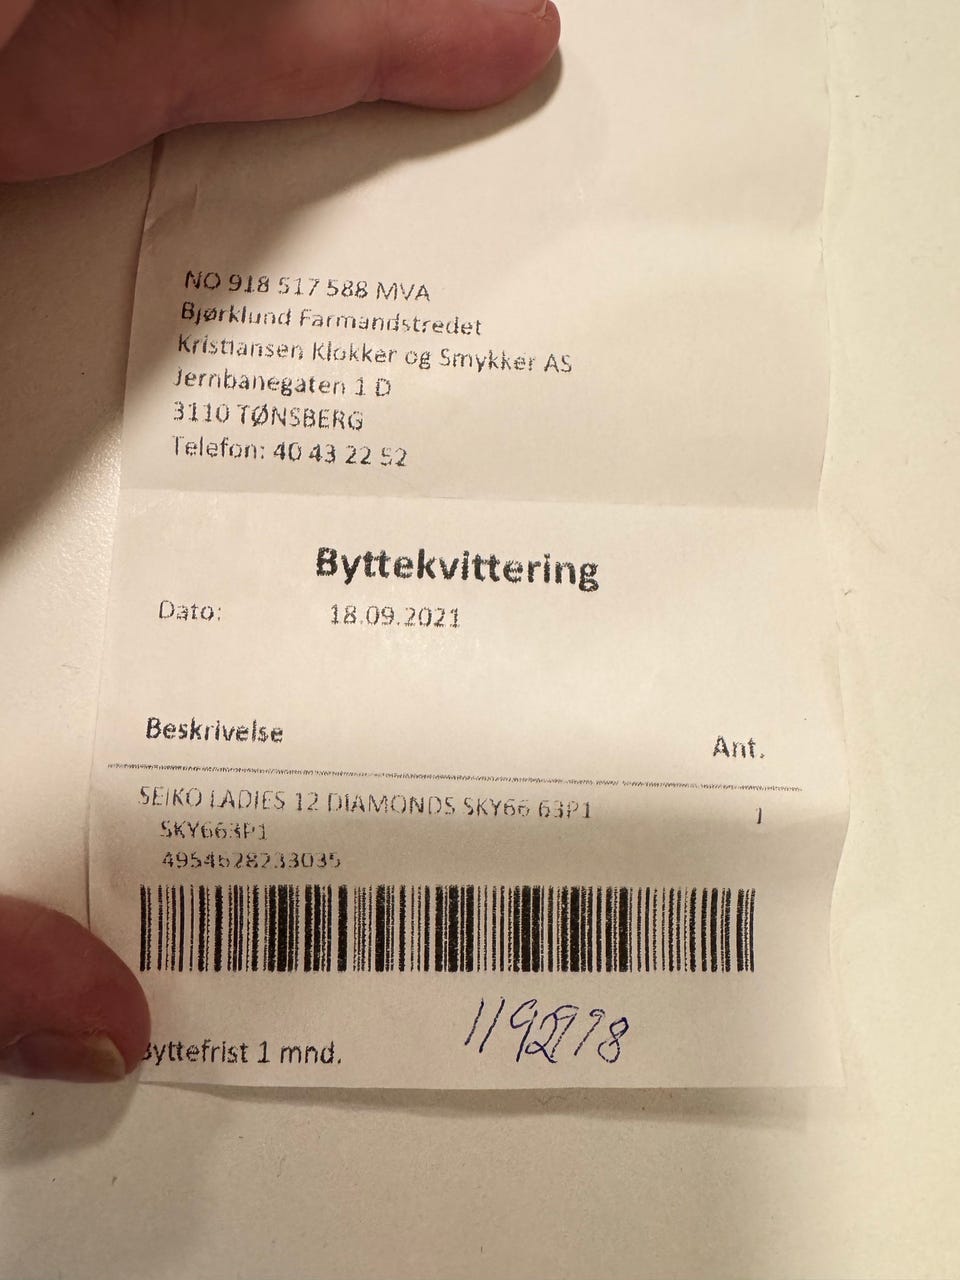 NO 918 517 588 MVA
Bjørklund Farmandstredet
Kristiansen Klokker og Smykker AS
Jernbanegaten 1 D
3110 TØNSBERG
Telefon: 40 43 22 52
Byttekvittering
Dato: 18.09.2021
Beskrivelse Ant.
SEIKO LADIES 12 DIAMONDS SKY66 63P1 1
SKY663P1
4954628233035
Byttefrist 1 mnd.